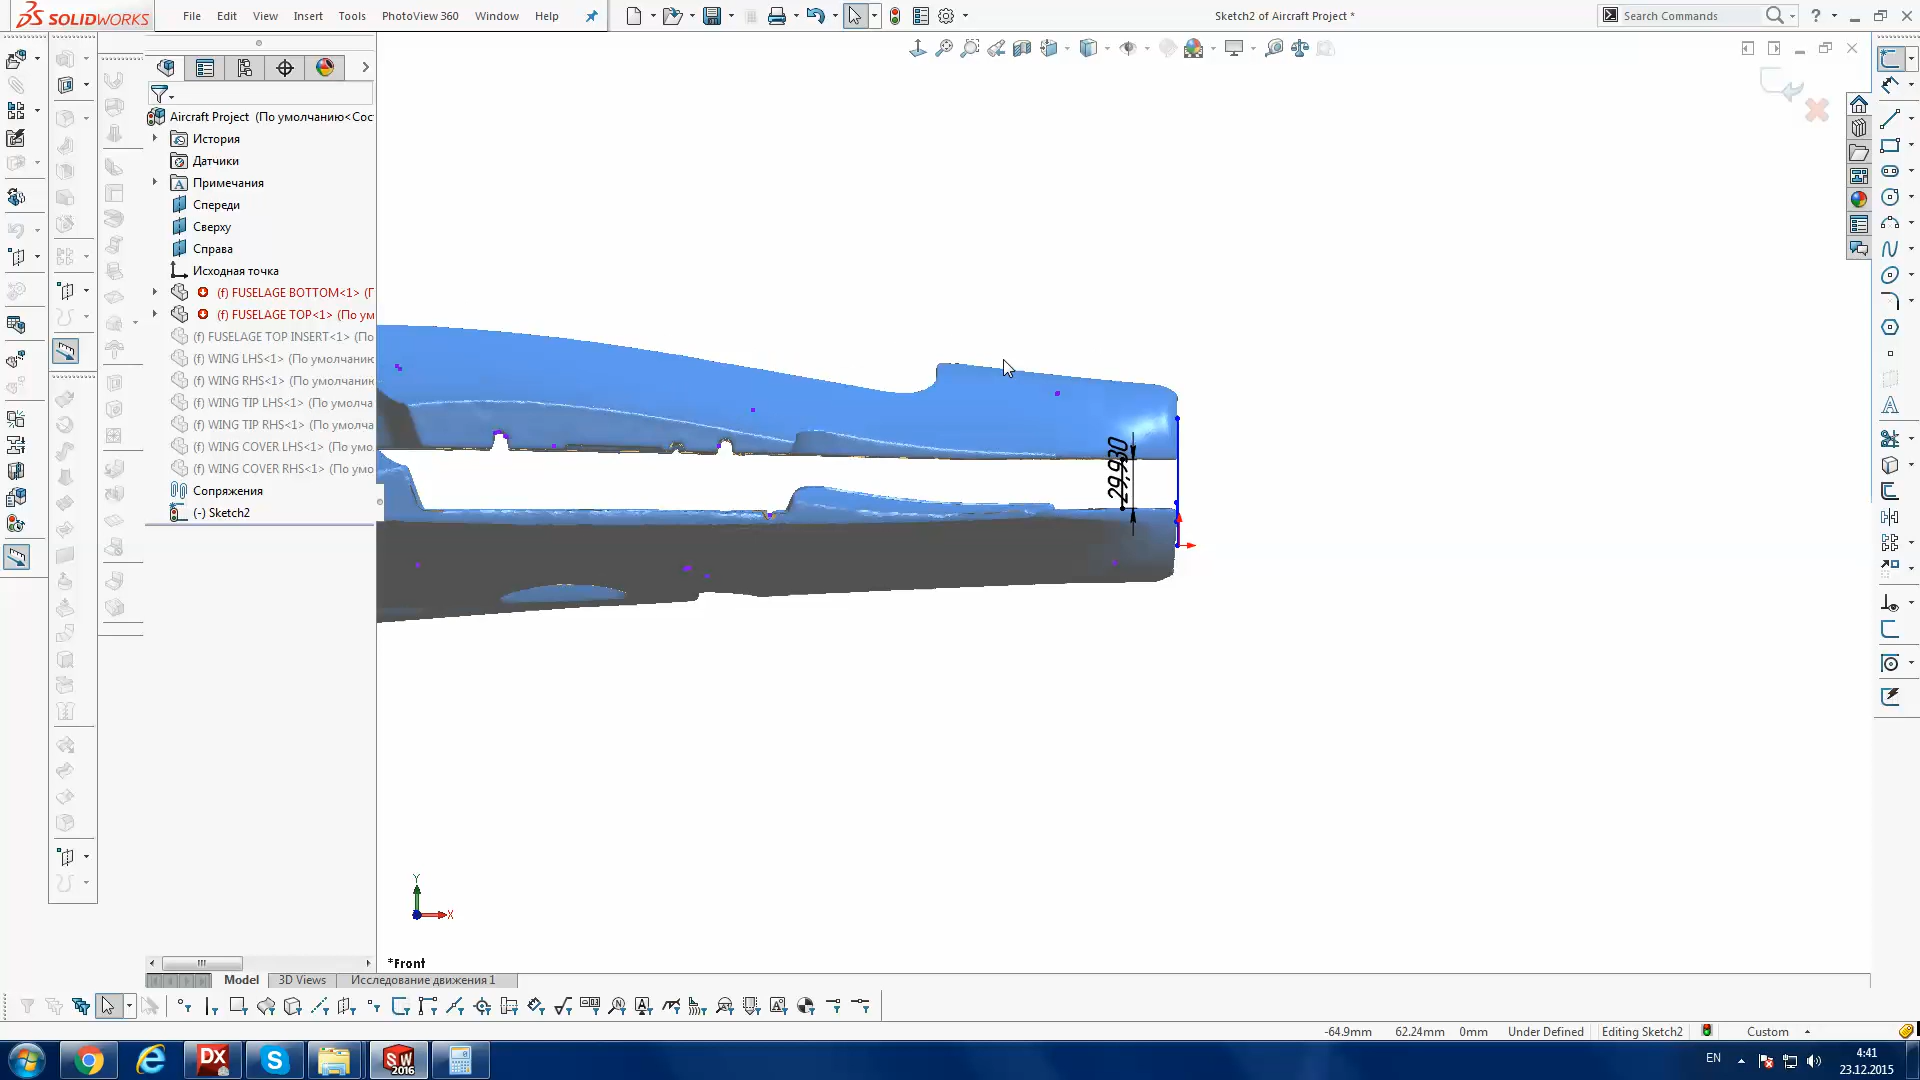 SOLIDWORKS
File Edit View Insert Tools PhotoView 360 Window Help
Sketch2 of Aircraft Project *
Search Commands
Aircraft Project (По умолчанию<Сос
История
Датчики
A Примечания
Спереди
Сверху
Справа
Исходная точка
(f) FUSELAGE BOTTOM<1> (П
(f) FUSELAGE TOP<1> (По ум
(f) FUSELAGE TOP INSERT<1> (По
(f) WING LHS<1> (По умолчанию
(f) WING RHS<1> (По умолчани
(f) WING TIP LHS<1> (По умолча
(f) WING TIP RHS<1> (По умолча
(f) WING COVER LHS<1> (По умо
(f) WING COVER RHS<1> (По умо
Сопряжения
(-) Sketch2
29,930
Y
X
*Front
Model 3D Views Исследование движения 1
-64.9mm 62.24mm 0mm Under Defined Editing Sketch2 Custom
DX SW 2016
EN
4:41
23.12.2015